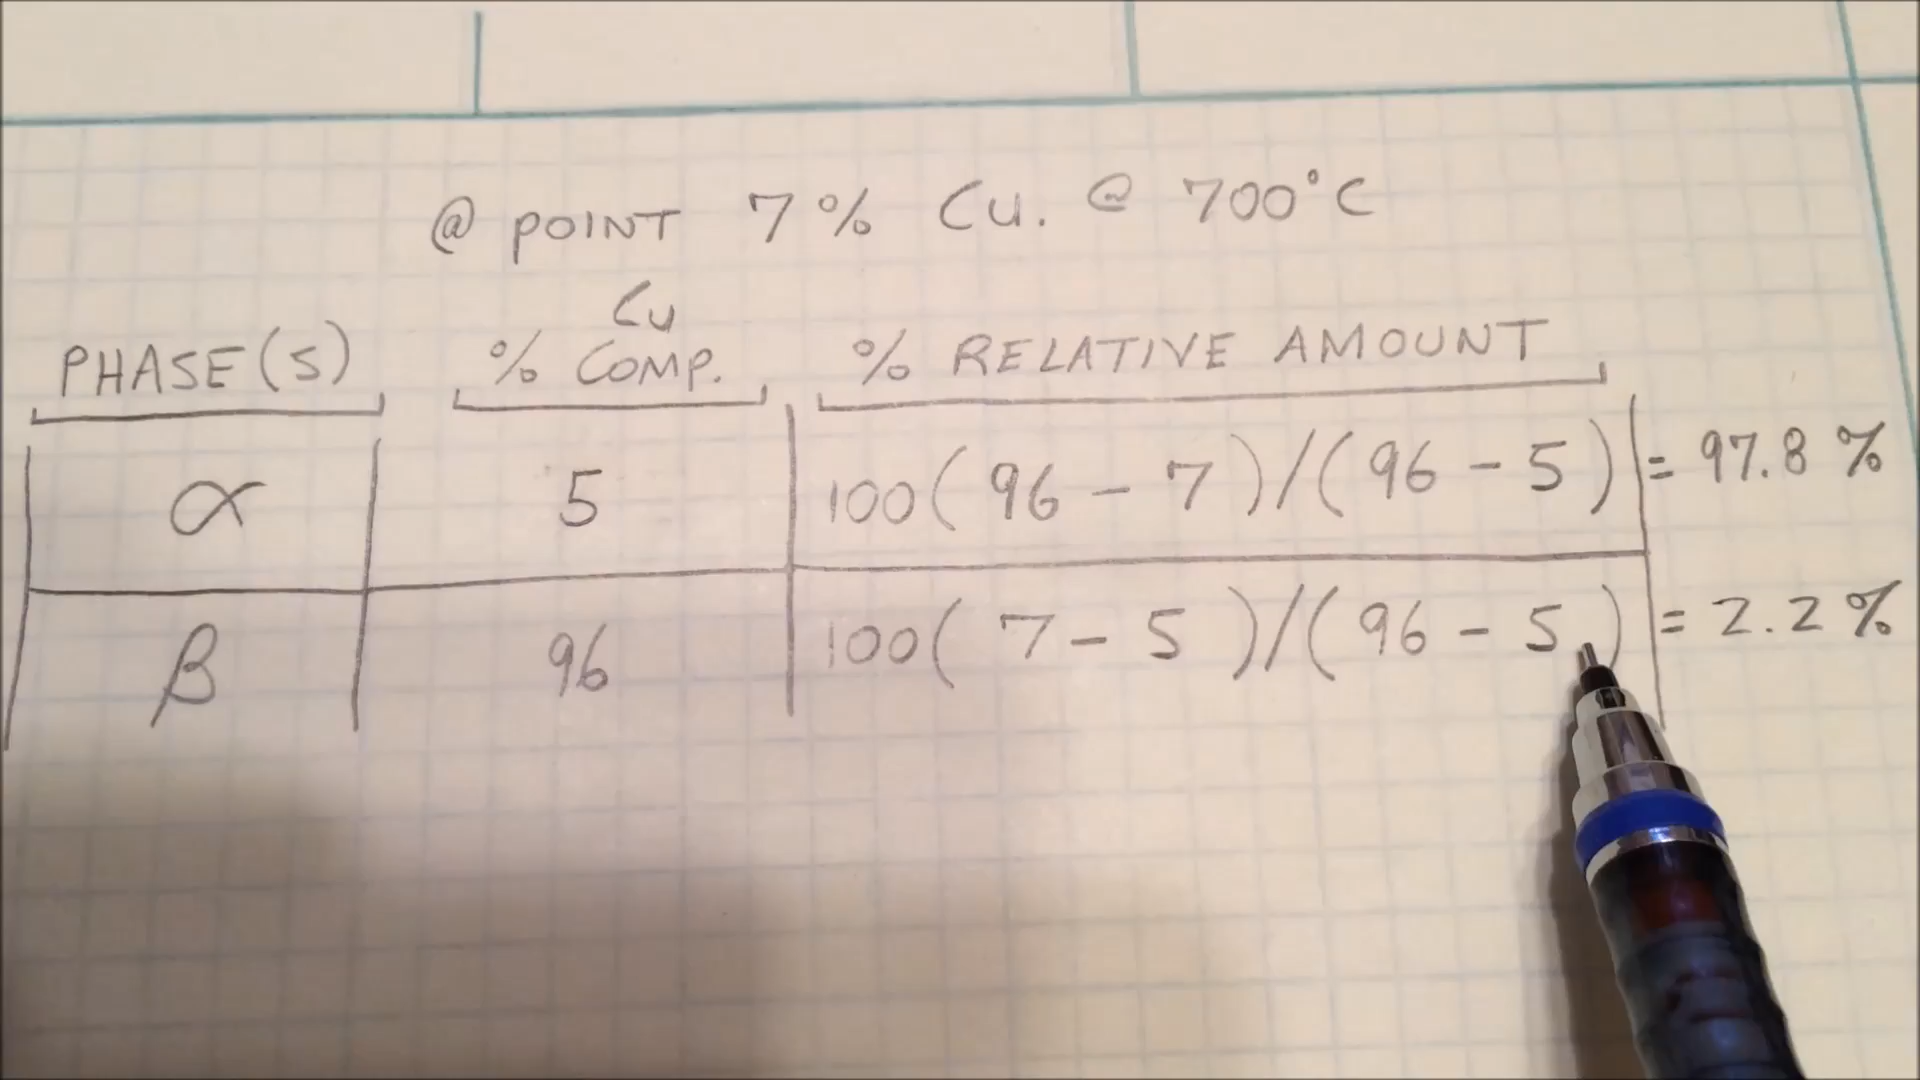 @ POINT 7% Cu. @ 700°C
PHASE(S) Cu % COMP. % RELATIVE AMOUNT
α 5 100(96 - 7)/(96 - 5) = 97.8%
β 96 100(7 - 5)/(96 - 5) = 2.2%